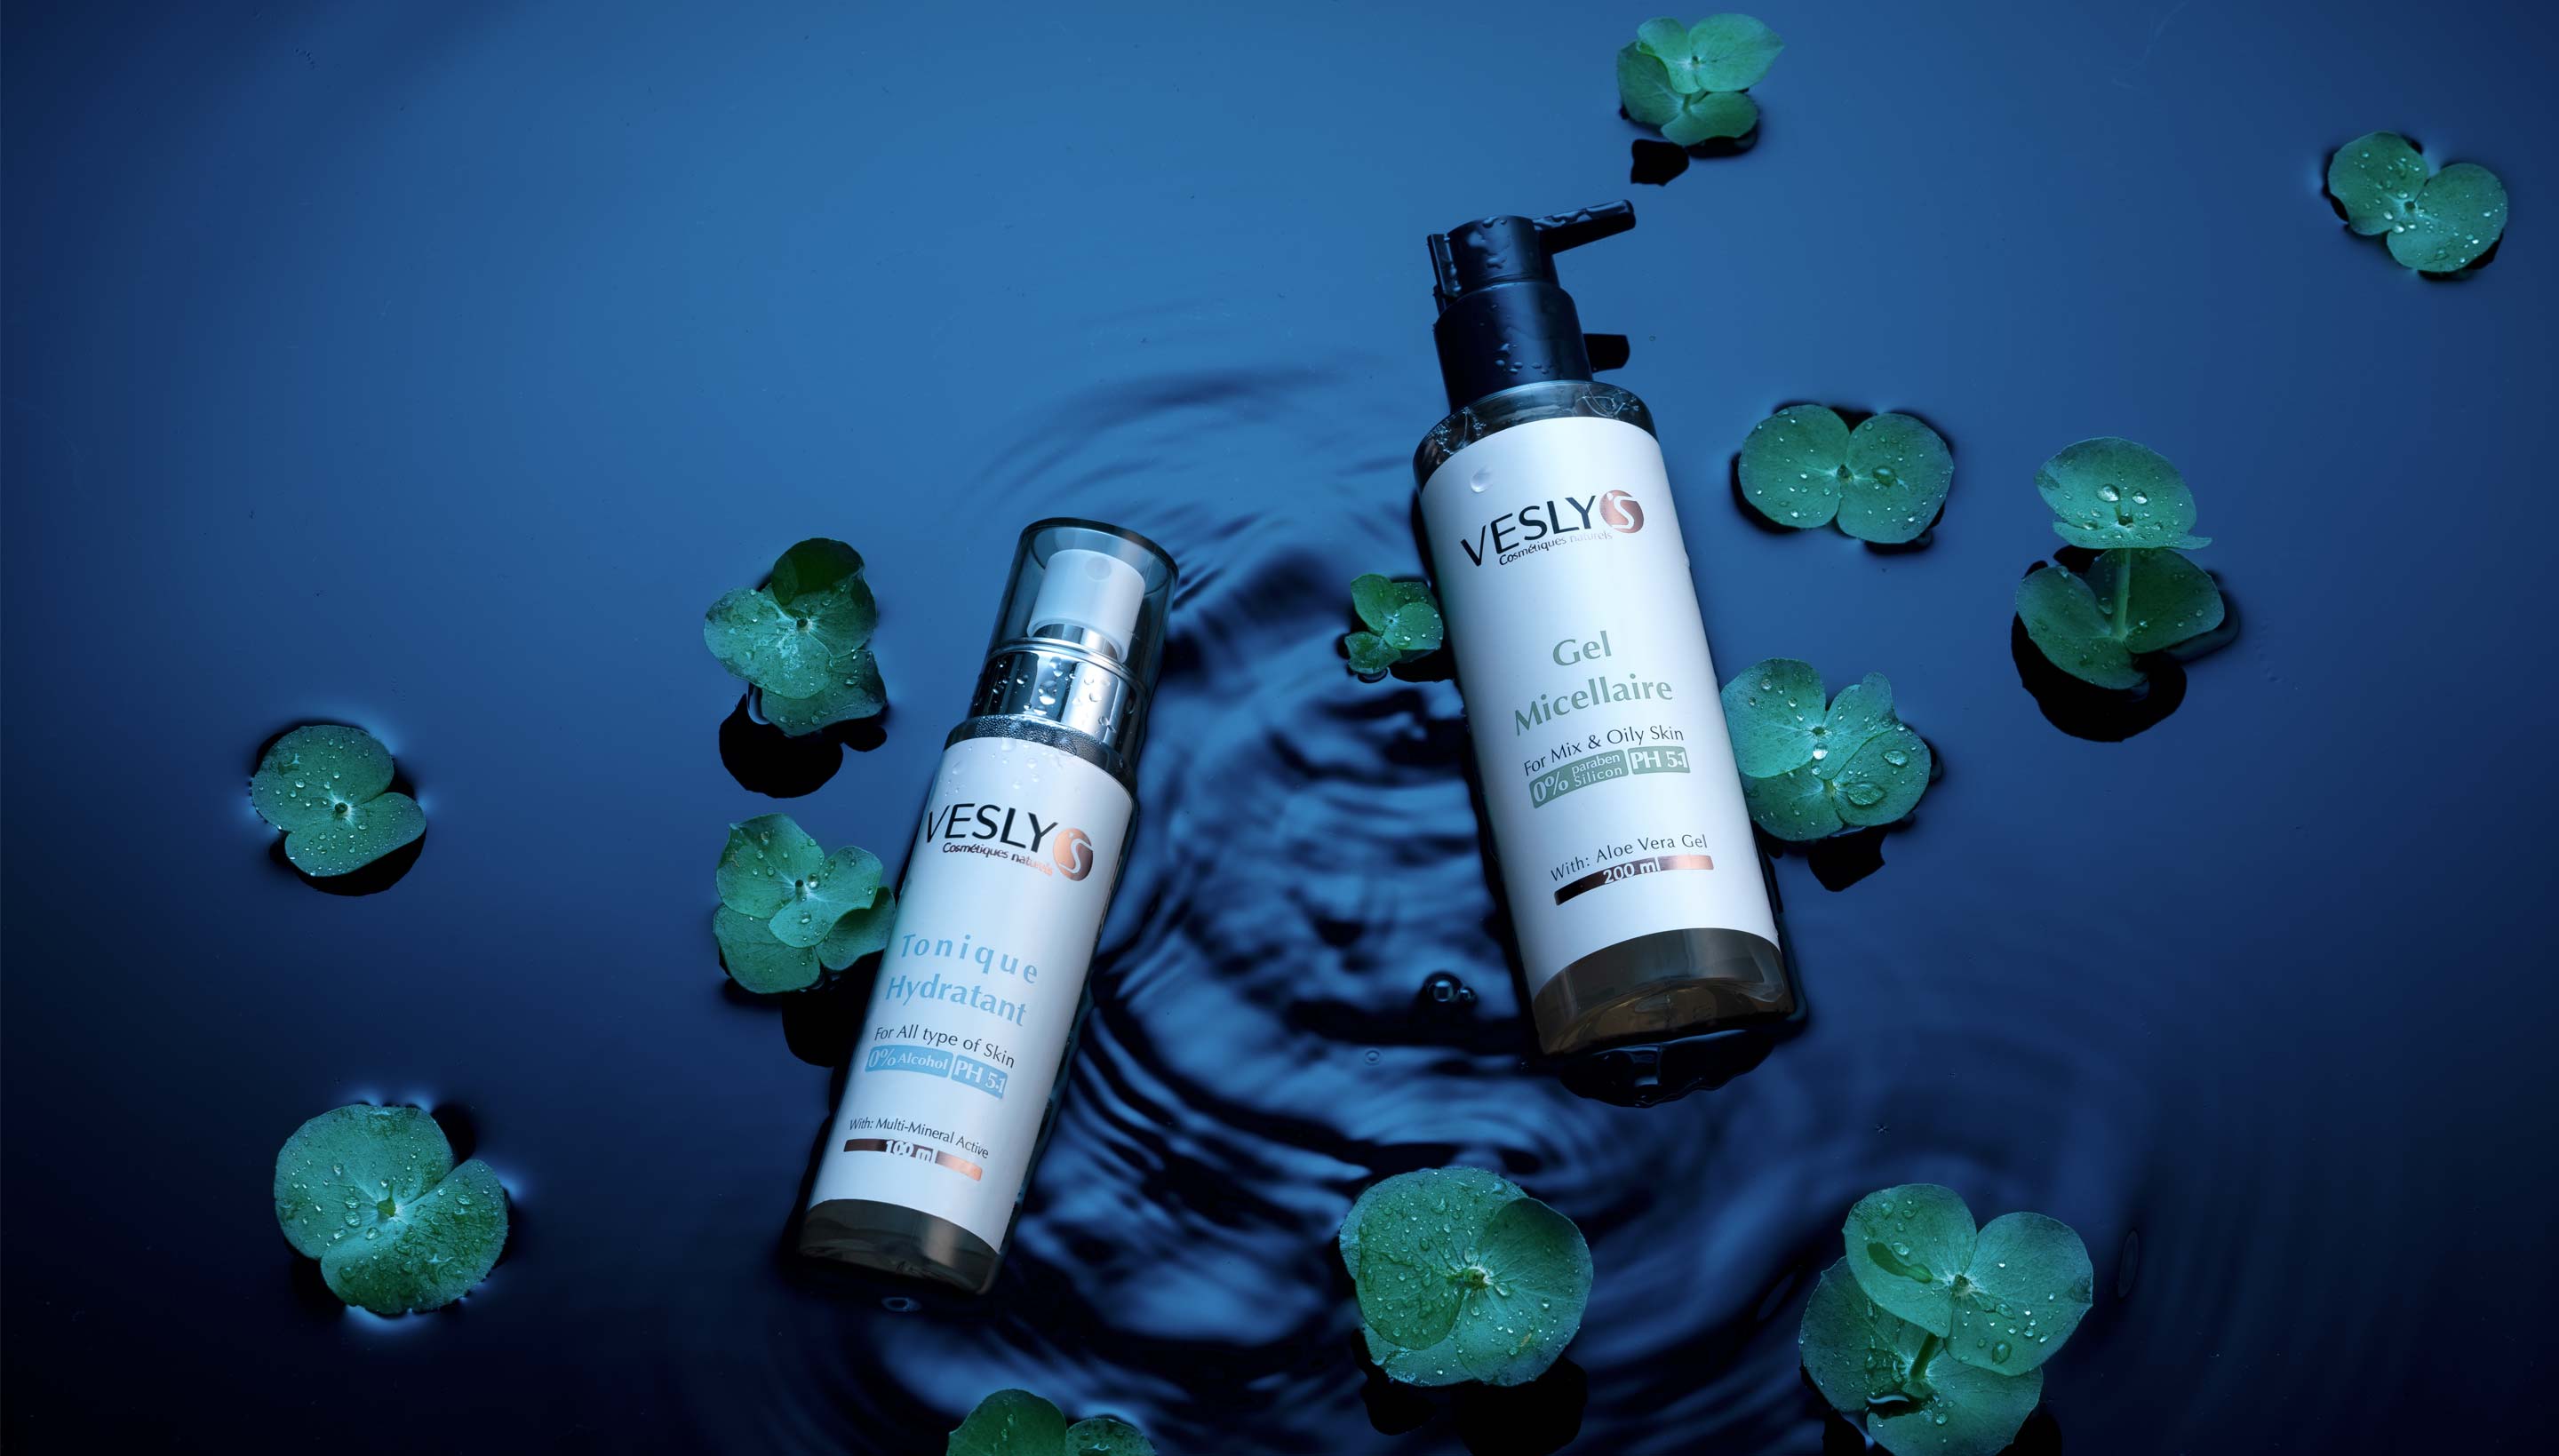 VESLY'S
Cosmétiques naturels
Tonique
Hydratant
For All type of Skin
0% Alcohol PH 5.1
With: Multi-Mineral Active
100 ml
VESLY'S
Cosmétiques naturels
Gel
Micellaire
For Mix & Oily Skin
0% paraben Silicon PH 5.1
With: Aloe Vera Gel
200 ml